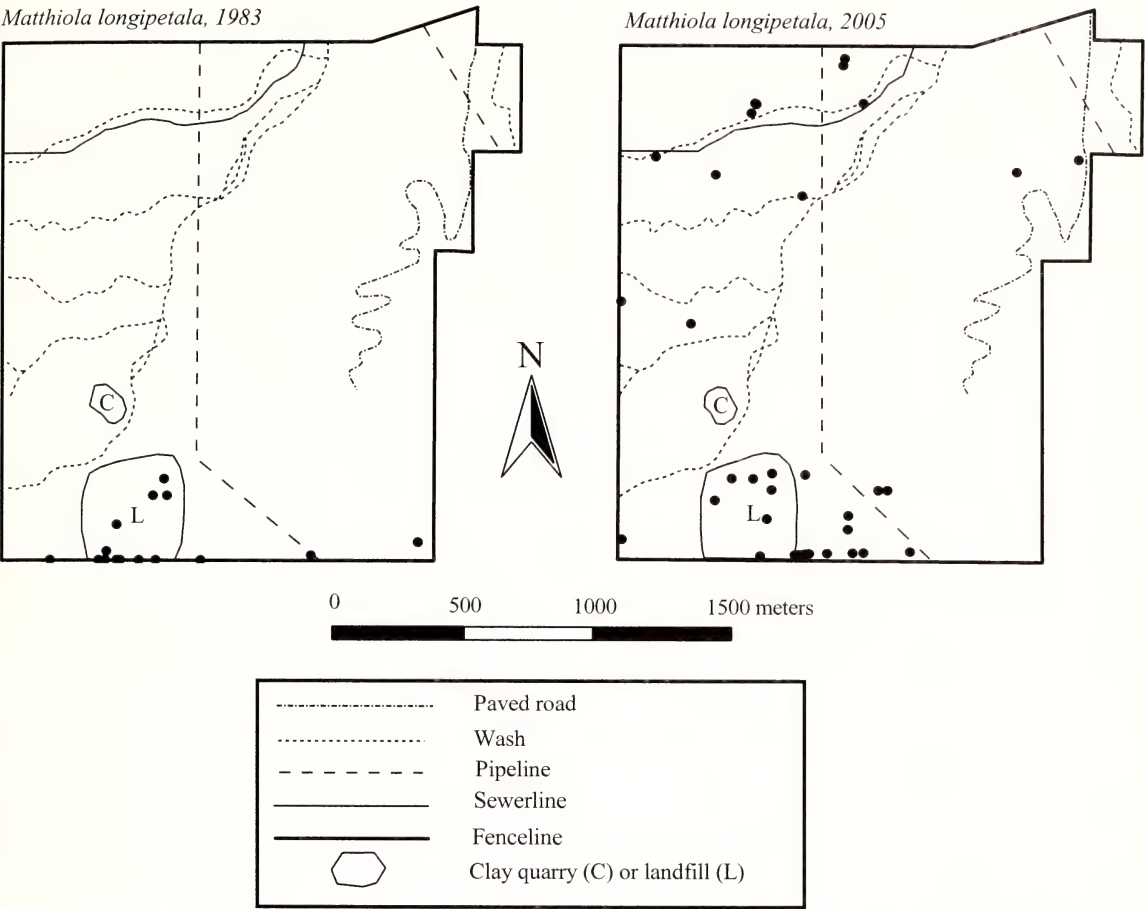 Matthiola longipetala, 1983
Matthiola longipetala, 2005
C
C
N
L
L
0 500 1000 1500 meters
Paved road
Wash
Pipeline
Sewerline
Fenceline
Clay quarry (C) or landfill (L)